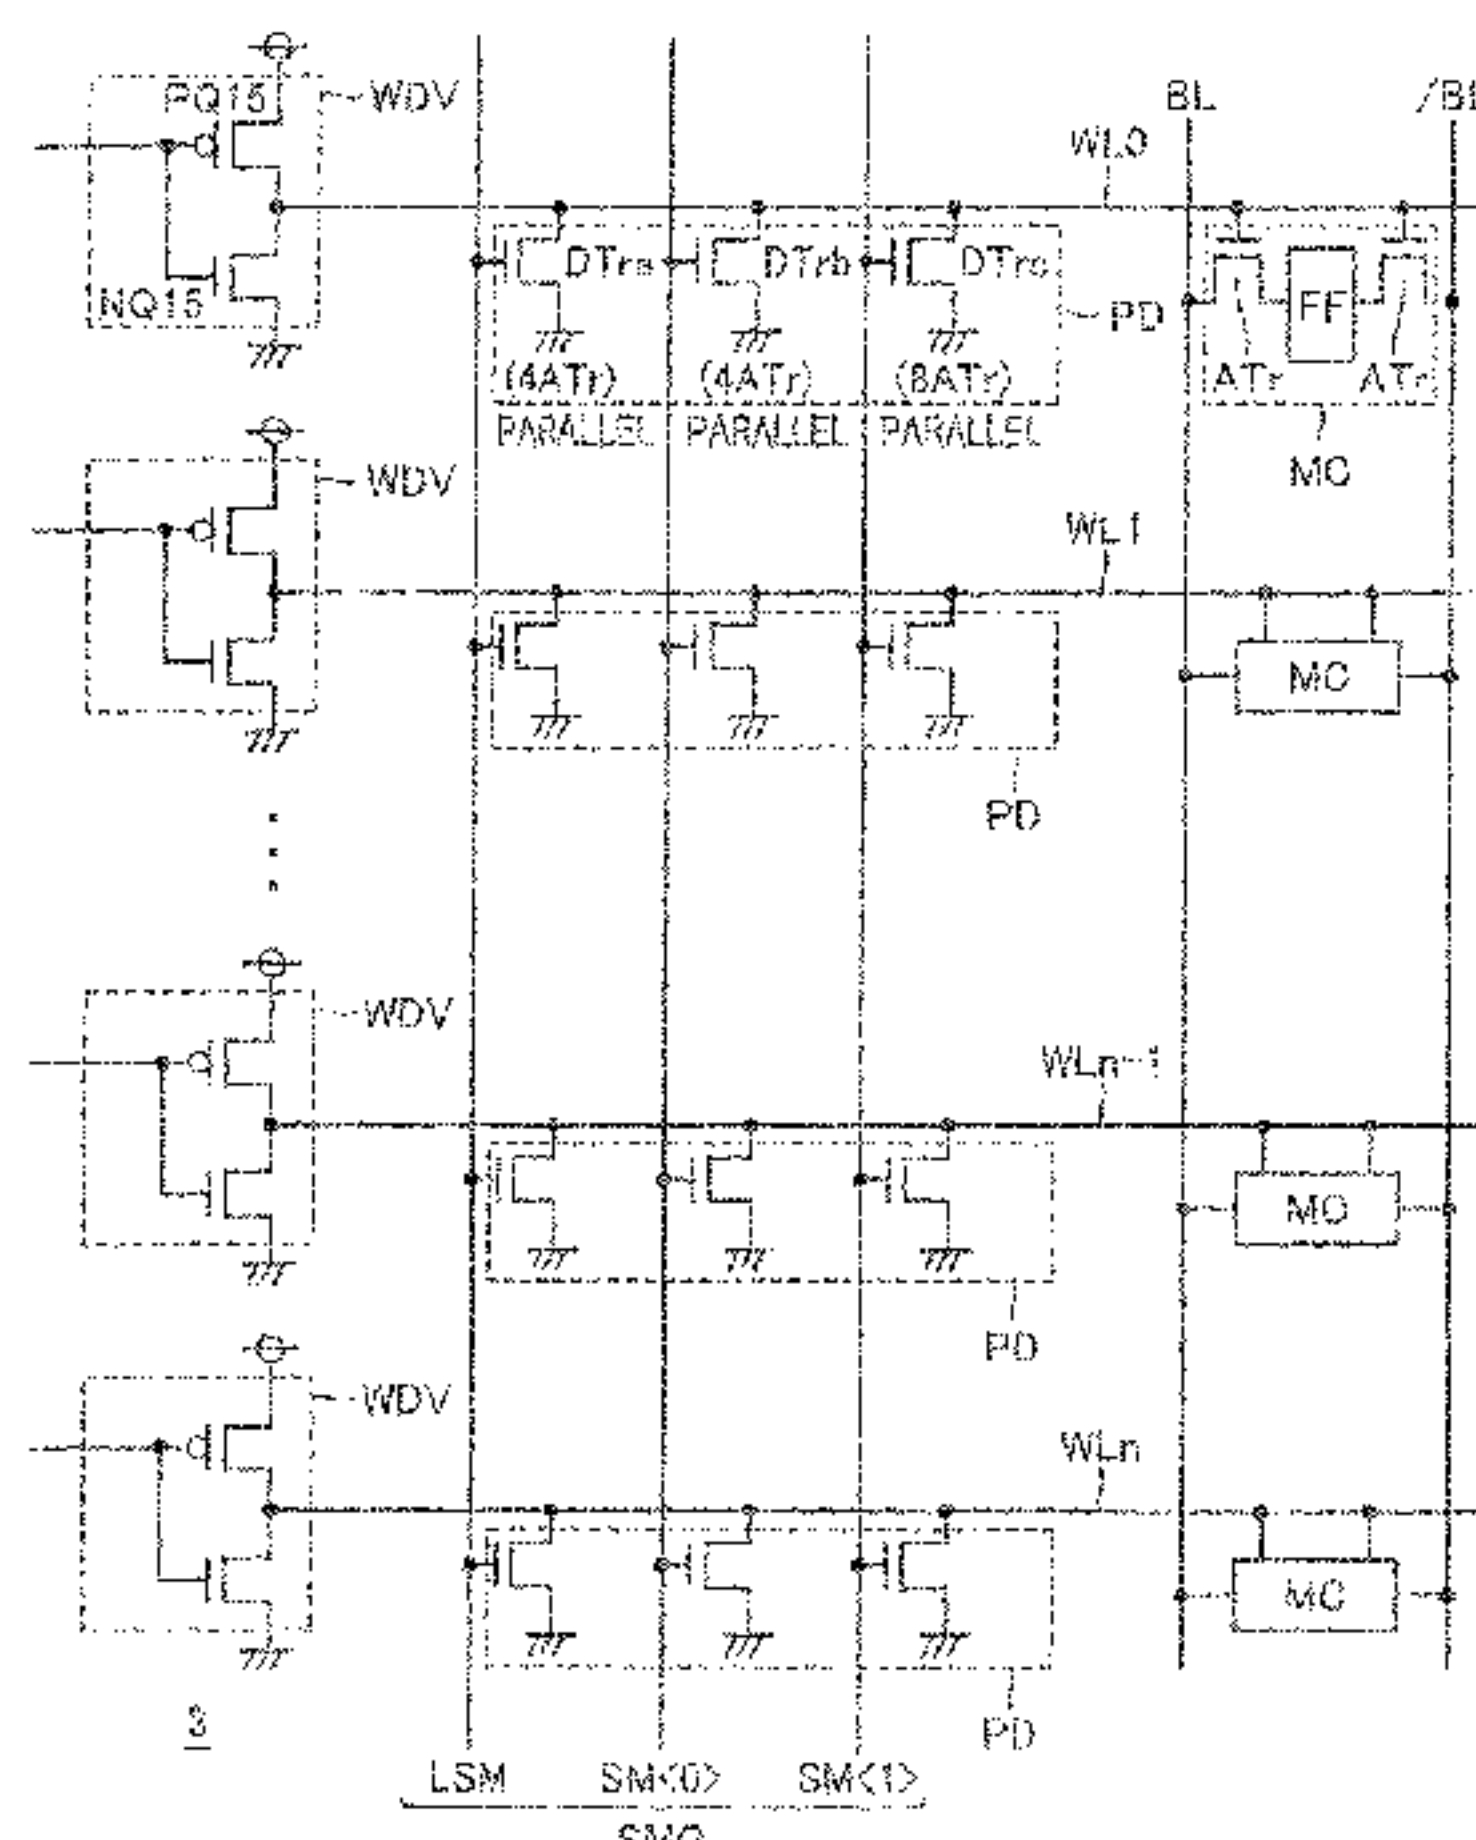 PQ15
WDV
BL
/BL
WL0
NQ15
DTra
DTrb
DTrc
FF
PD
(4ATr)
(4ATr)
(8ATr)
ATr
ATr
PARALLEL
PARALLEL
PARALLEL
MC
WDV
WL1
MC
PD
WDV
WLn-1
MC
PD
WDV
WLn
MC
3
PD
LSM
SM<0>
SM<1>